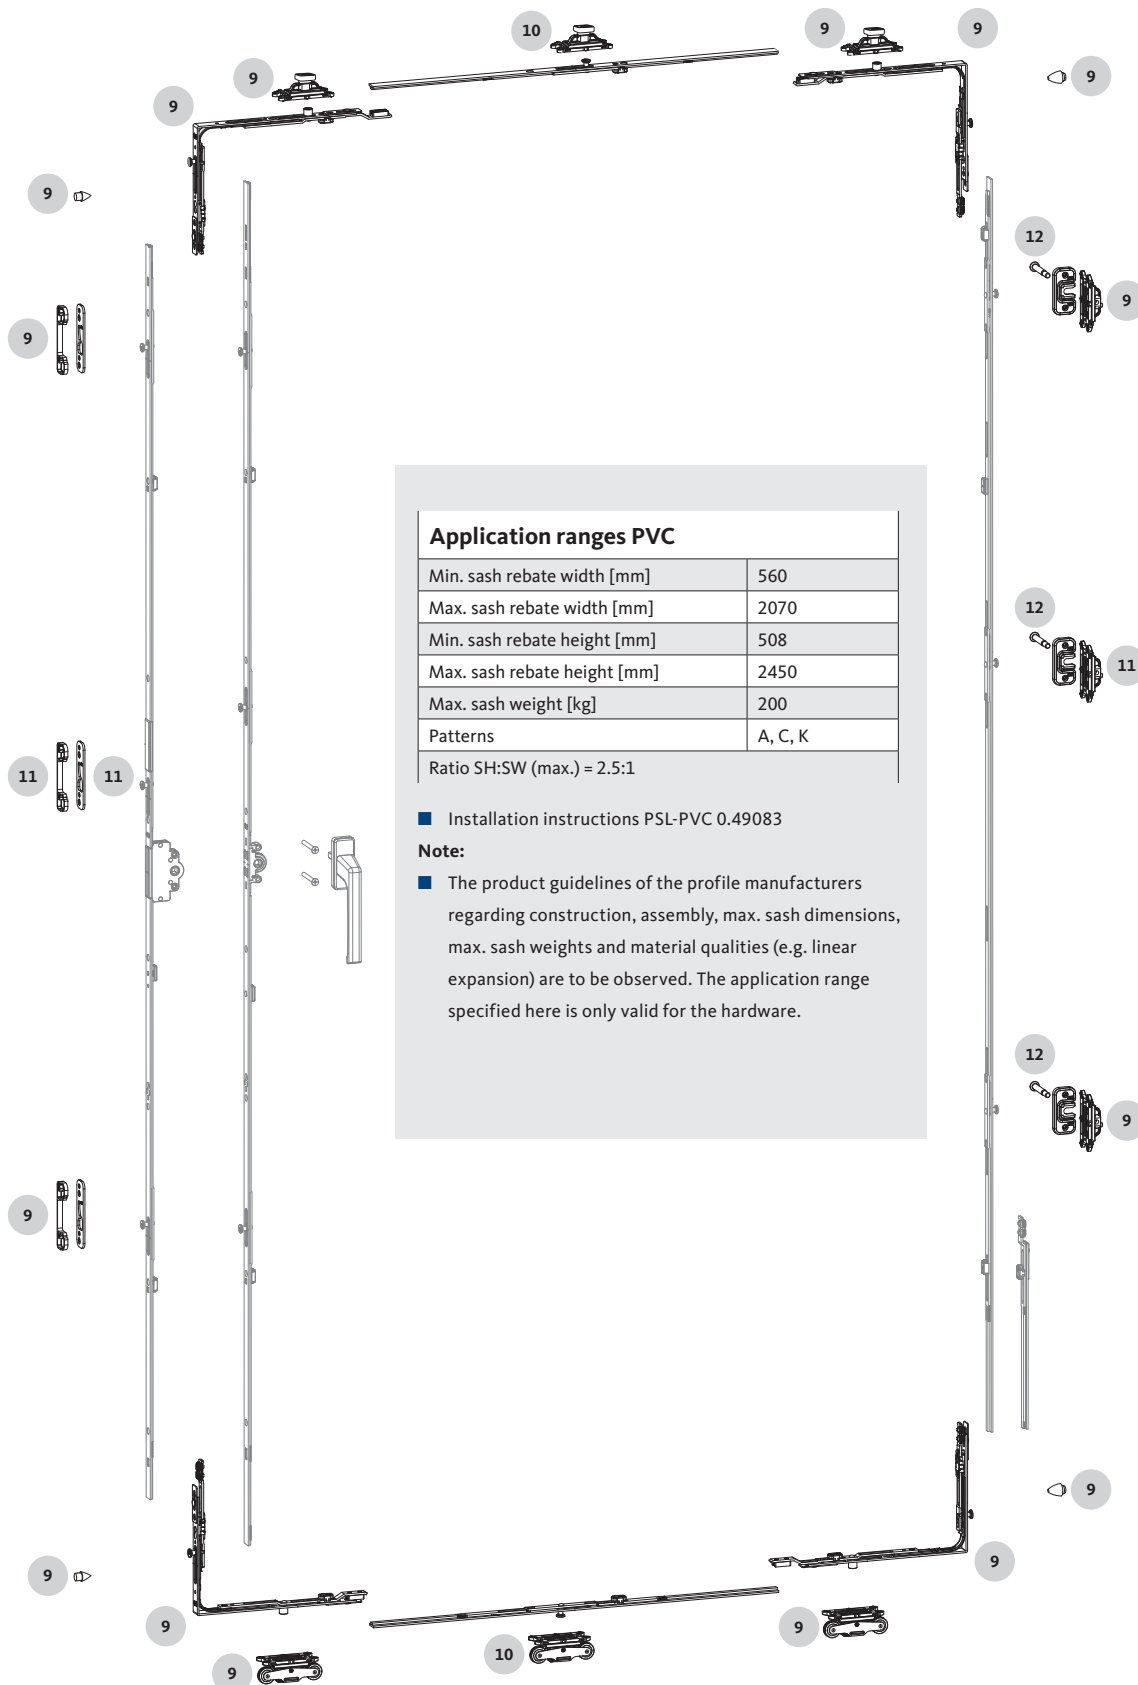 10
9
9
9
9
9
9
12
9
9
Application ranges PVC
Min. sash rebate width [mm] 560
Max. sash rebate width [mm] 2070
Min. sash rebate height [mm] 508
Max. sash rebate height [mm] 2450
Max. sash weight [kg] 200
Patterns A, C, K
Ratio SH:SW (max.) = 2.5:1
12
11
11
11
Installation instructions PSL-PVC 0.49083
Note:
The product guidelines of the profile manufacturers
regarding construction, assembly, max. sash dimensions,
max. sash weights and material qualities (e.g. linear
expansion) are to be observed. The application range
specified here is only valid for the hardware.
12
9
9
9
9
9
9
9
10
9